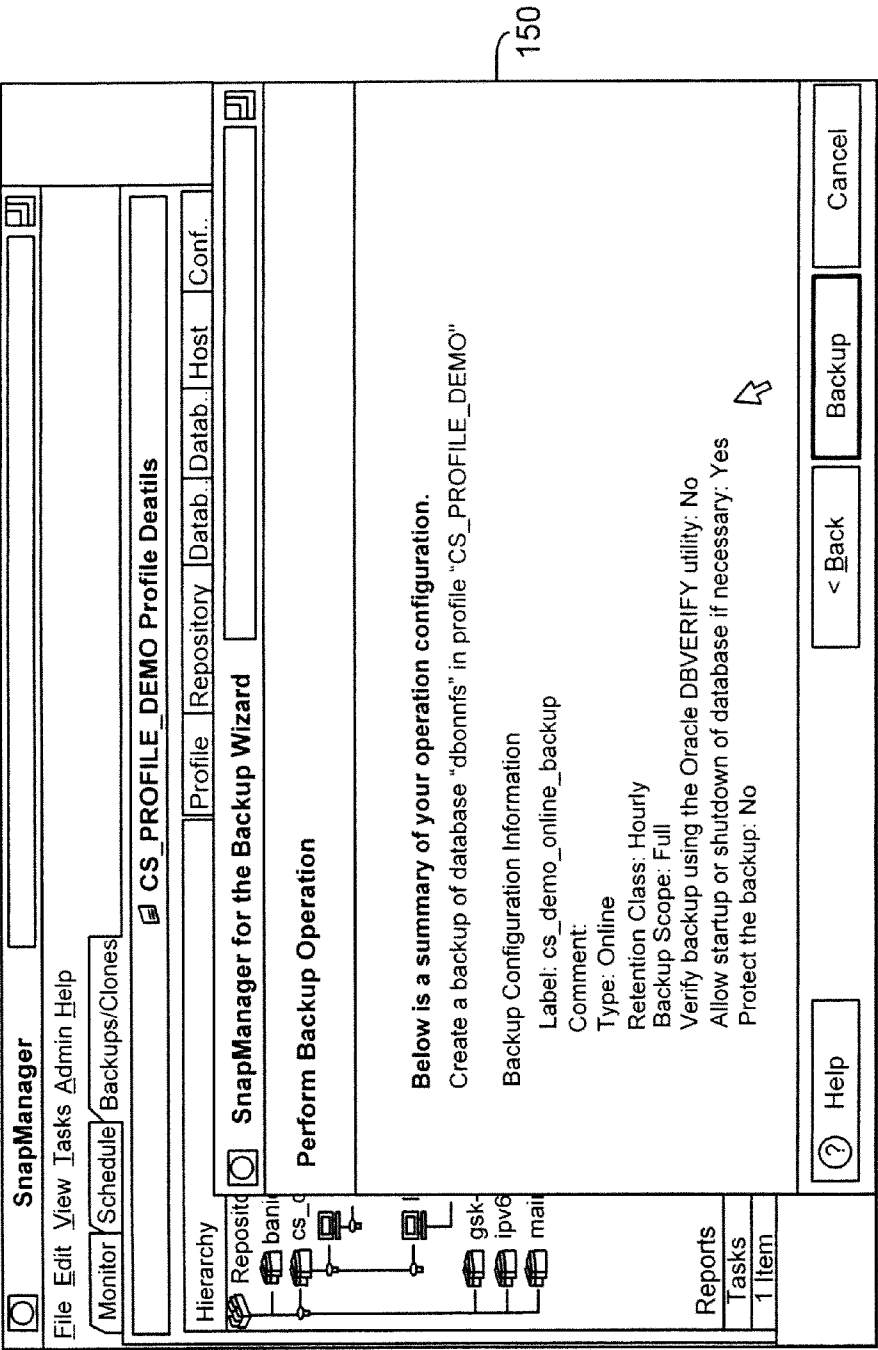 SnapManager
File Edit View Tasks Admin Help
Monitor Schedule Backups/Clones
CS_PROFILE_DEMO Profile Deatils
Hierarchy
Profile Repository Datab.. Datab.. Host Conf..
Reposito
bani
cs_
gsk-
ipv6
mai
Reports
Tasks
1 Item
SnapManager for the Backup Wizard
Perform Backup Operation
Below is a summary of your operation configuration.
Create a backup of database "dbonnfs" in profile "CS_PROFILE_DEMO"
Backup Configuration Information
Label: cs_demo_online_backup
Comment:
Type: Online
Retention Class: Hourly
Backup Scope: Full
Verify backup using the Oracle DBVERIFY utility: No
Allow startup or shutdown of database if necessary: Yes
Protect the backup: No
? Help
< Back
Backup
Cancel
150